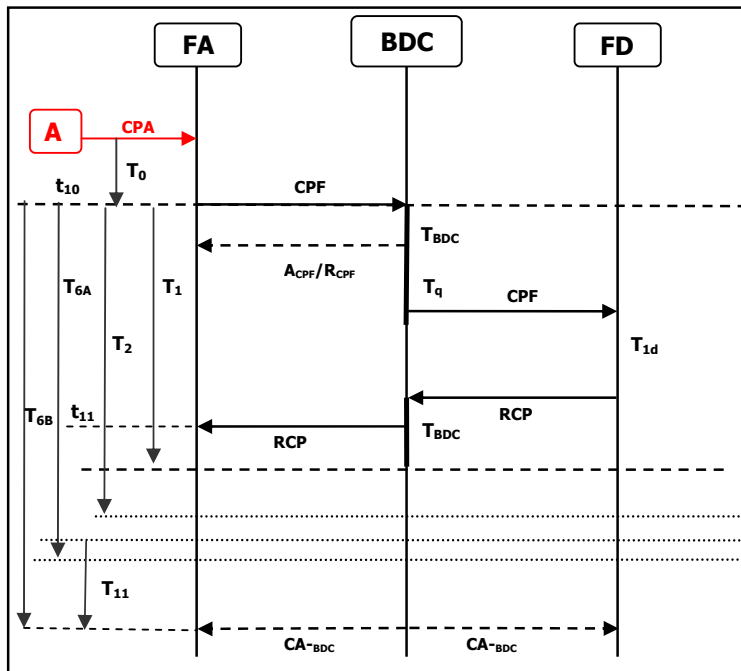 FA BDC FD
A CPA
T0
t10 CPF
TBDC
ACPF/RCPF
T6A T1 Tq CPF
T2 T1d
T6B t11 RCP
RCP TBDC
T11
CA-BDC CA-BDC